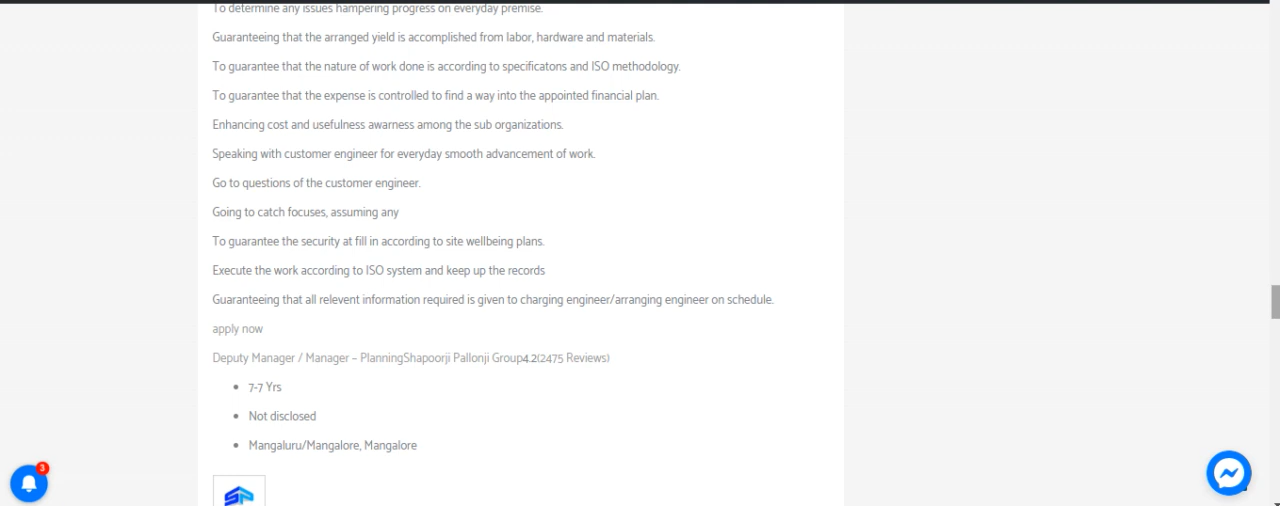 To determine any issues hampering progress on everyday premise.
Guaranteeing that the arranged yield is accomplished from labor, hardware and materials.
To guarantee that the nature of work done is according to specificatons and ISO methodology.
To guarantee that the expense is controlled to find a way into the appointed financial plan.
Enhancing cost and usefulness awarness among the sub organizations.
Speaking with customer engineer for everyday smooth advancement of work.
Go to questions of the customer engineer.
Going to catch focuses, assuming any
To guarantee the security at fill in according to site wellbeing plans.
Execute the work according to ISO system and keep up the records
Guaranteeing that all relevent information required is given to charging engineer/arranging engineer on schedule.
apply now
Deputy Manager / Manager – PlanningShapoorji Pallonji Group4.2(2475 Reviews)
7-7 Yrs
Not disclosed
Mangaluru/Mangalore, Mangalore
3
SP